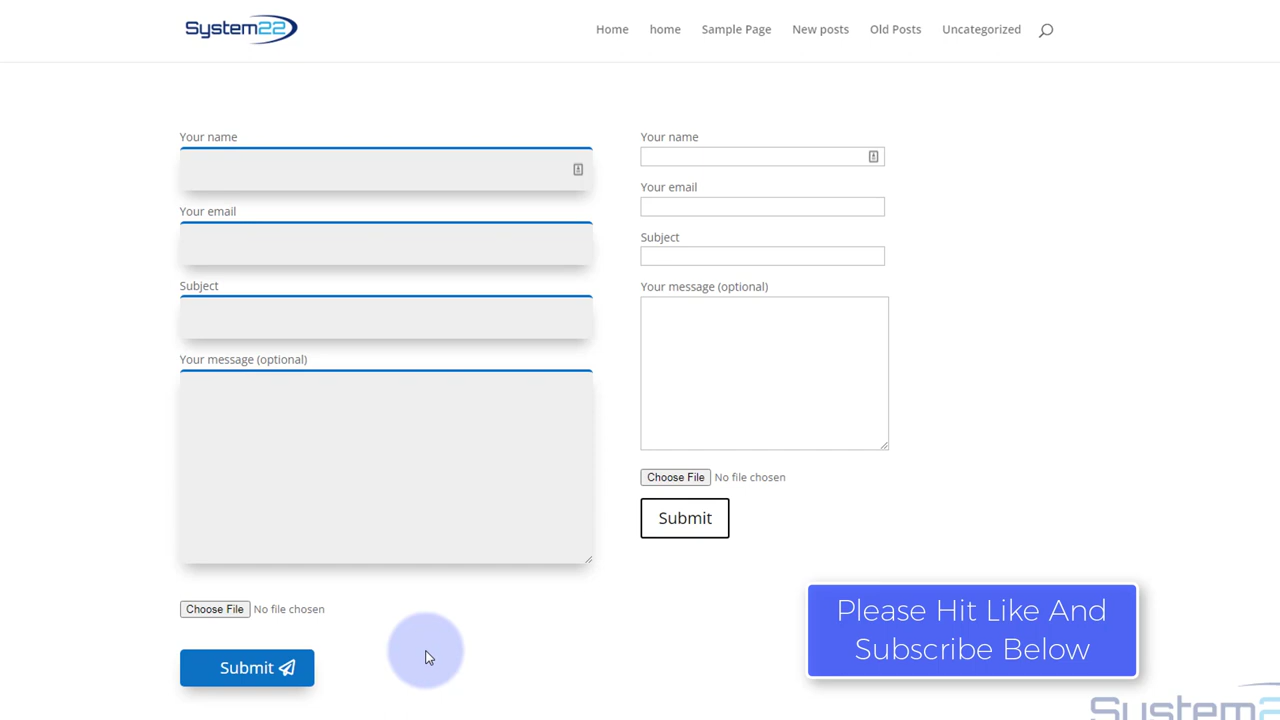 System22
Home
home
Sample Page
New posts
Old Posts
Uncategorized
Your name
Your email
Subject
Your message (optional)
Choose File No file chosen
Submit
Your name
Your email
Subject
Your message (optional)
Choose File No file chosen
Submit
Please Hit Like And
Subscribe Below
System2